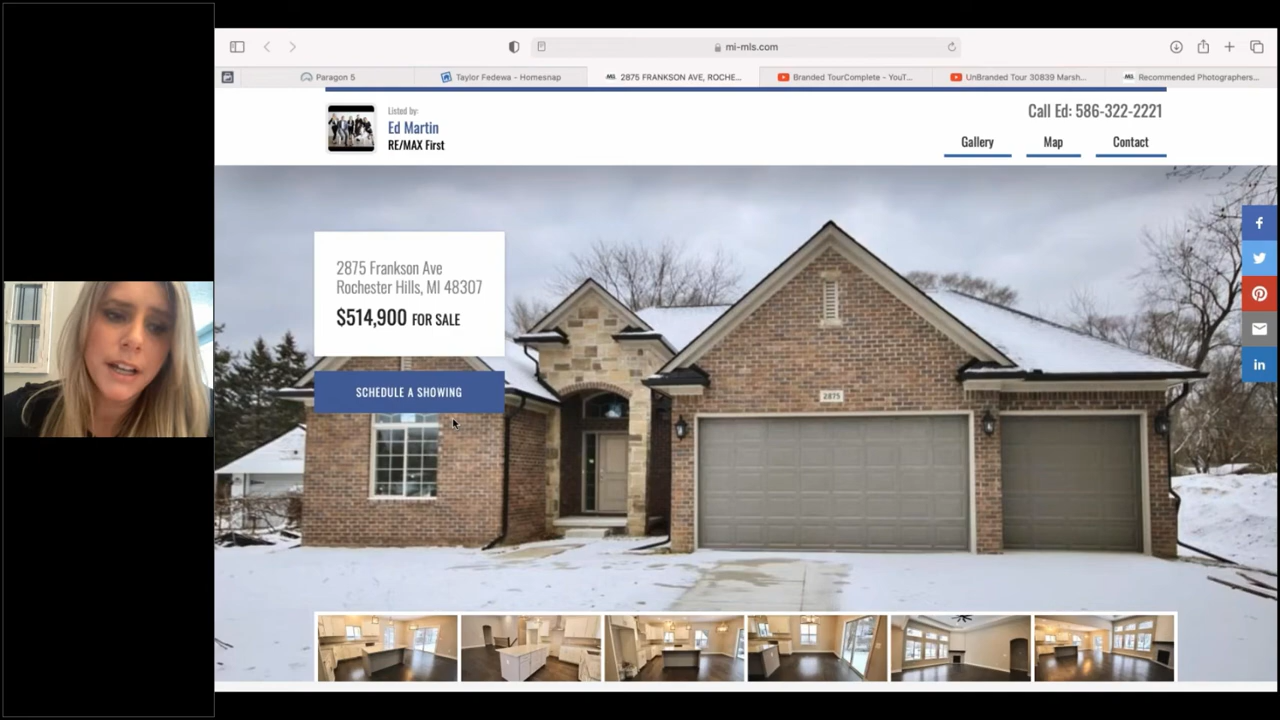 mi-mls.com
Paragon 5
Taylor Fedewa - Homesnap
2875 FRANKSON AVE, ROCHE...
Branded TourComplete - YouT...
UnBranded Tour 30839 Marsh...
Recommended Photographers...
Listed by:
Ed Martin
RE/MAX First
Call Ed: 586-322-2221
Gallery
Map
Contact
2875 Frankson Ave
Rochester Hills, MI 48307
$514,900 FOR SALE
SCHEDULE A SHOWING
2875
f
in